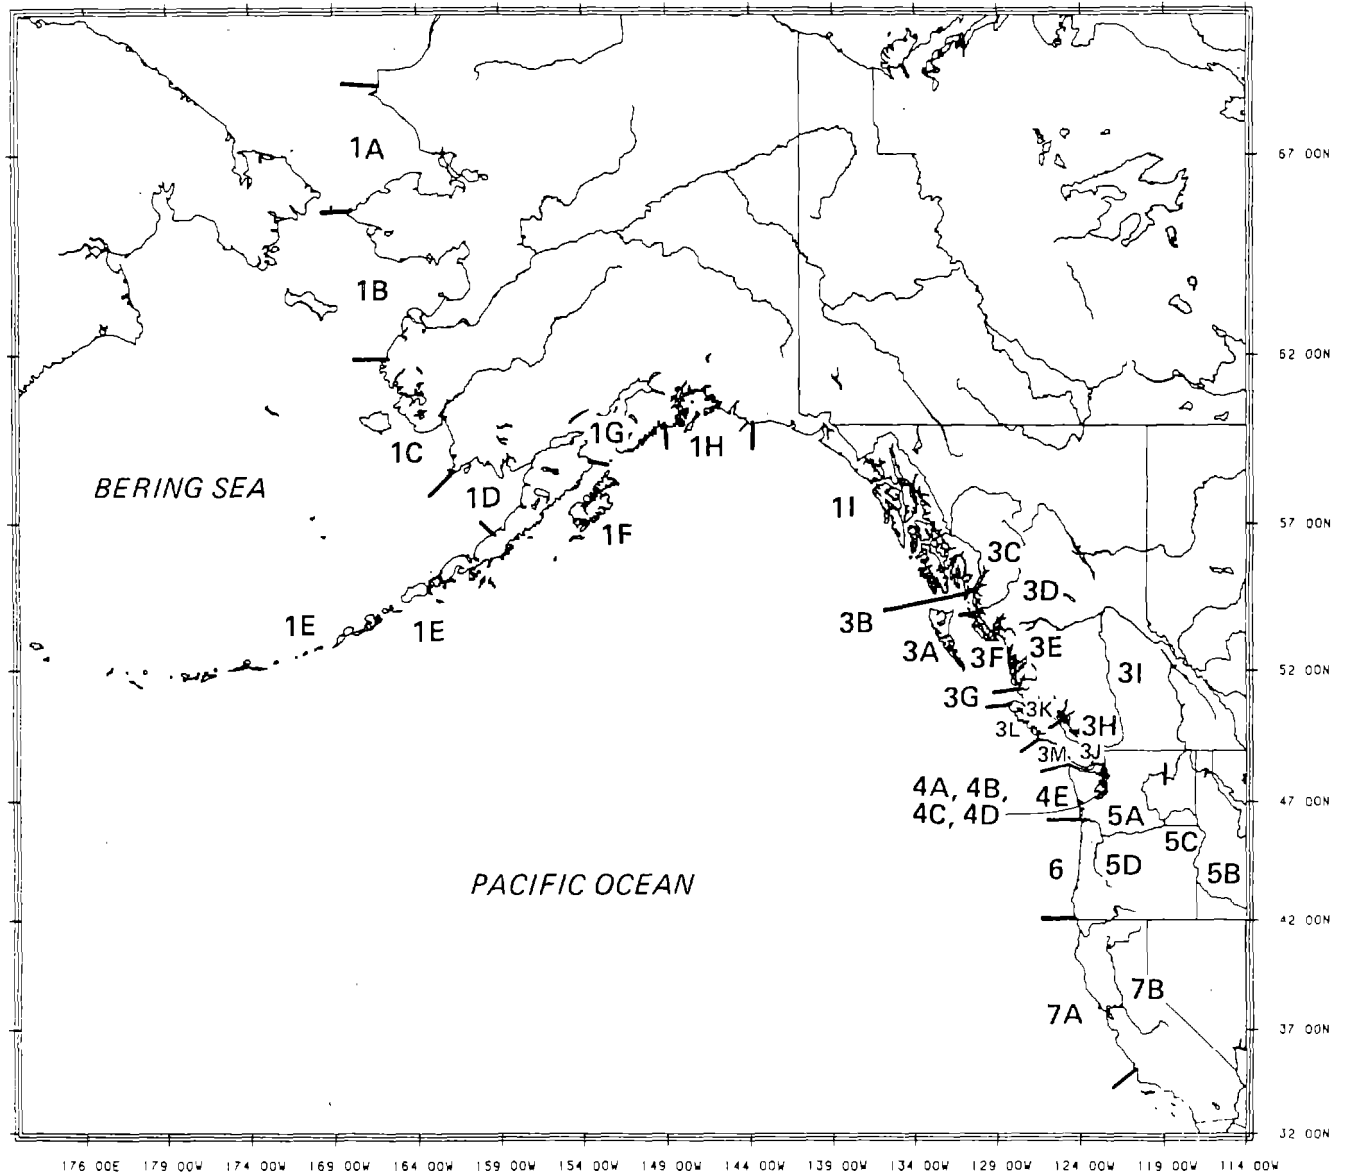 1A
67 00N
1B
62 00N
1G
1H
1C
BERING SEA
1D
1I
57 00N
1F
3C
3D
1E
1E
3B
3A
3F
3E
52 00N
3I
3G
3K
3H
3L
3M
3J
4A, 4B,
4C, 4D
4E
47 00N
5A
5C
6
5D
5B
PACIFIC OCEAN
42 00N
7B
7A
37 00N
32 00N
176 00E 179 00W 174 00W 169 00W 164 00W 159 00W 154 00W 149 00W 144 00W 139 00W 134 00W 129 00W 124 00W 119 00W 114 00W